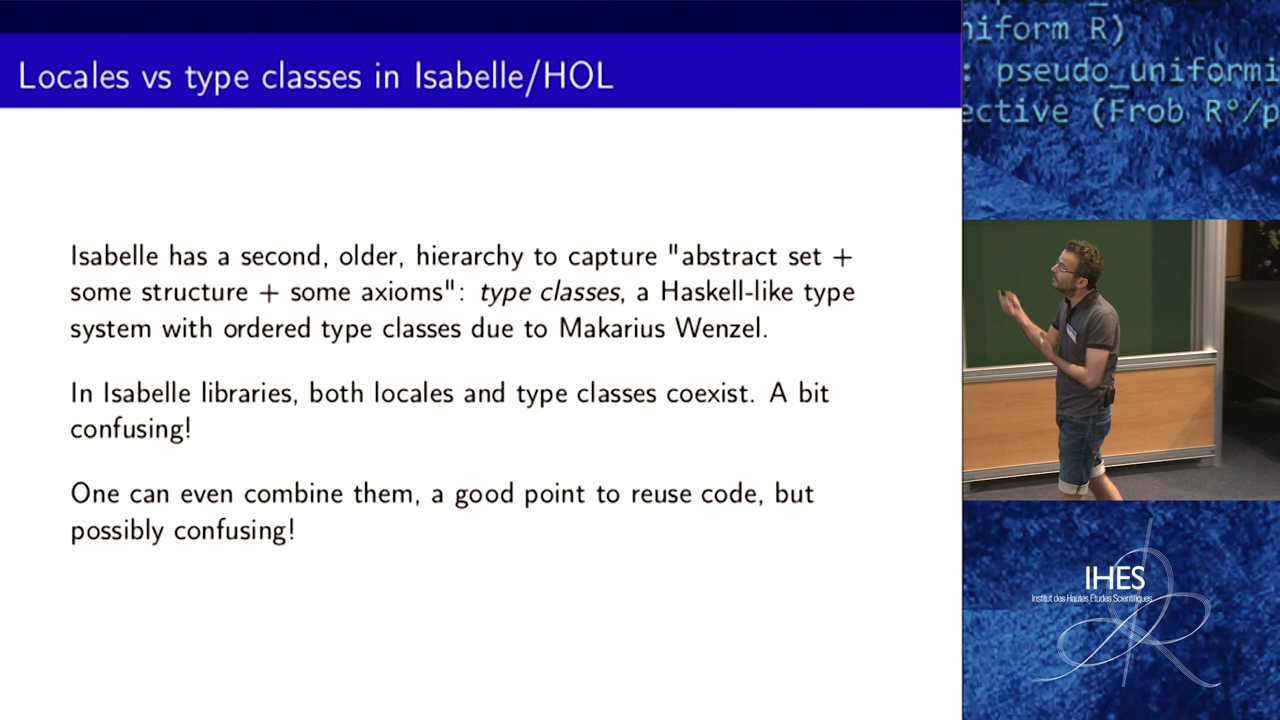 Locales vs type classes in Isabelle/HOL
Isabelle has a second, older, hierarchy to capture "abstract set +
some structure + some axioms": type classes, a Haskell-like type
system with ordered type classes due to Makarius Wenzel.
In Isabelle libraries, both locales and type classes coexist. A bit
confusing!
One can even combine them, a good point to reuse code, but
possibly confusing!
niform R)
: pseudo_uniformi
ective (Frob R°/p
IHES
Institut des Hautes Études Scientifiques